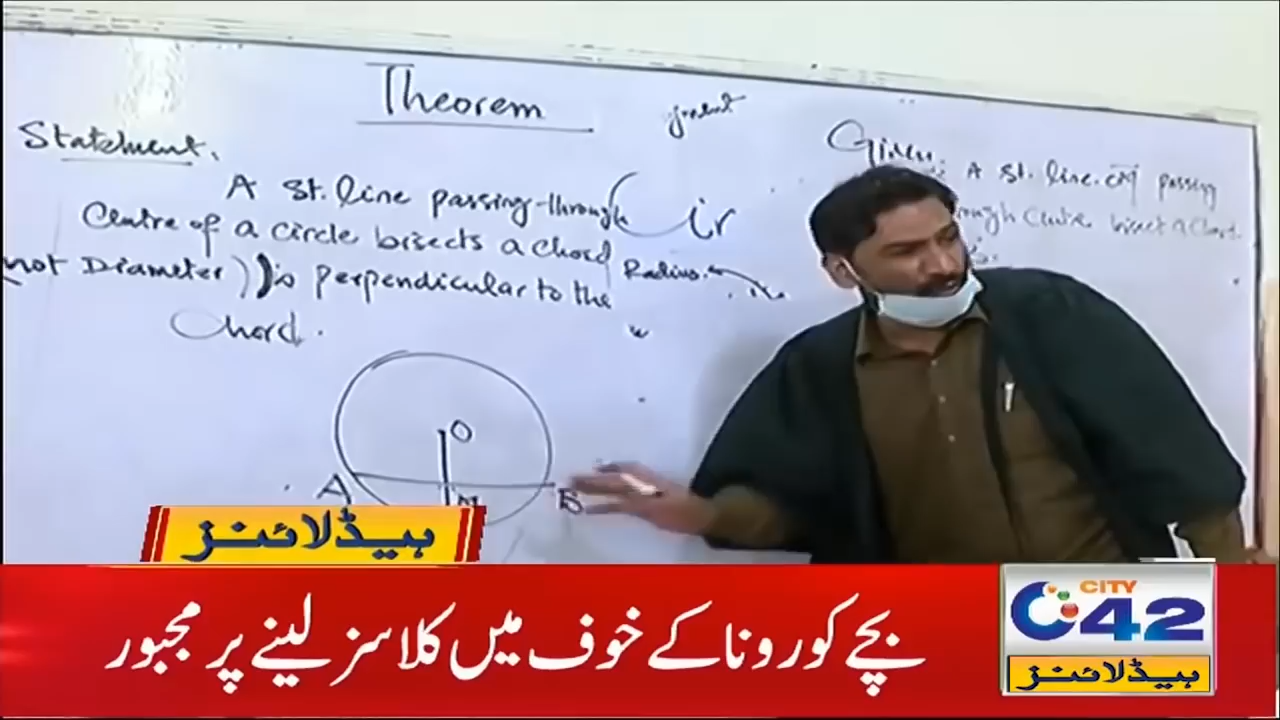 Theorem
Statement.
A St. line passing through
Centre of a circle bisects a chord
(not Diameter) is perpendicular to the
Chord.
Cir
Radius.
Given.
A St. line. passing
through Centre bisect a Chord
O
A
M
B
ہیڈلائنز
بچے کورونا کے خوف میں کلاسز لینے پر مجبور
CITY
42
ہیڈلائنز